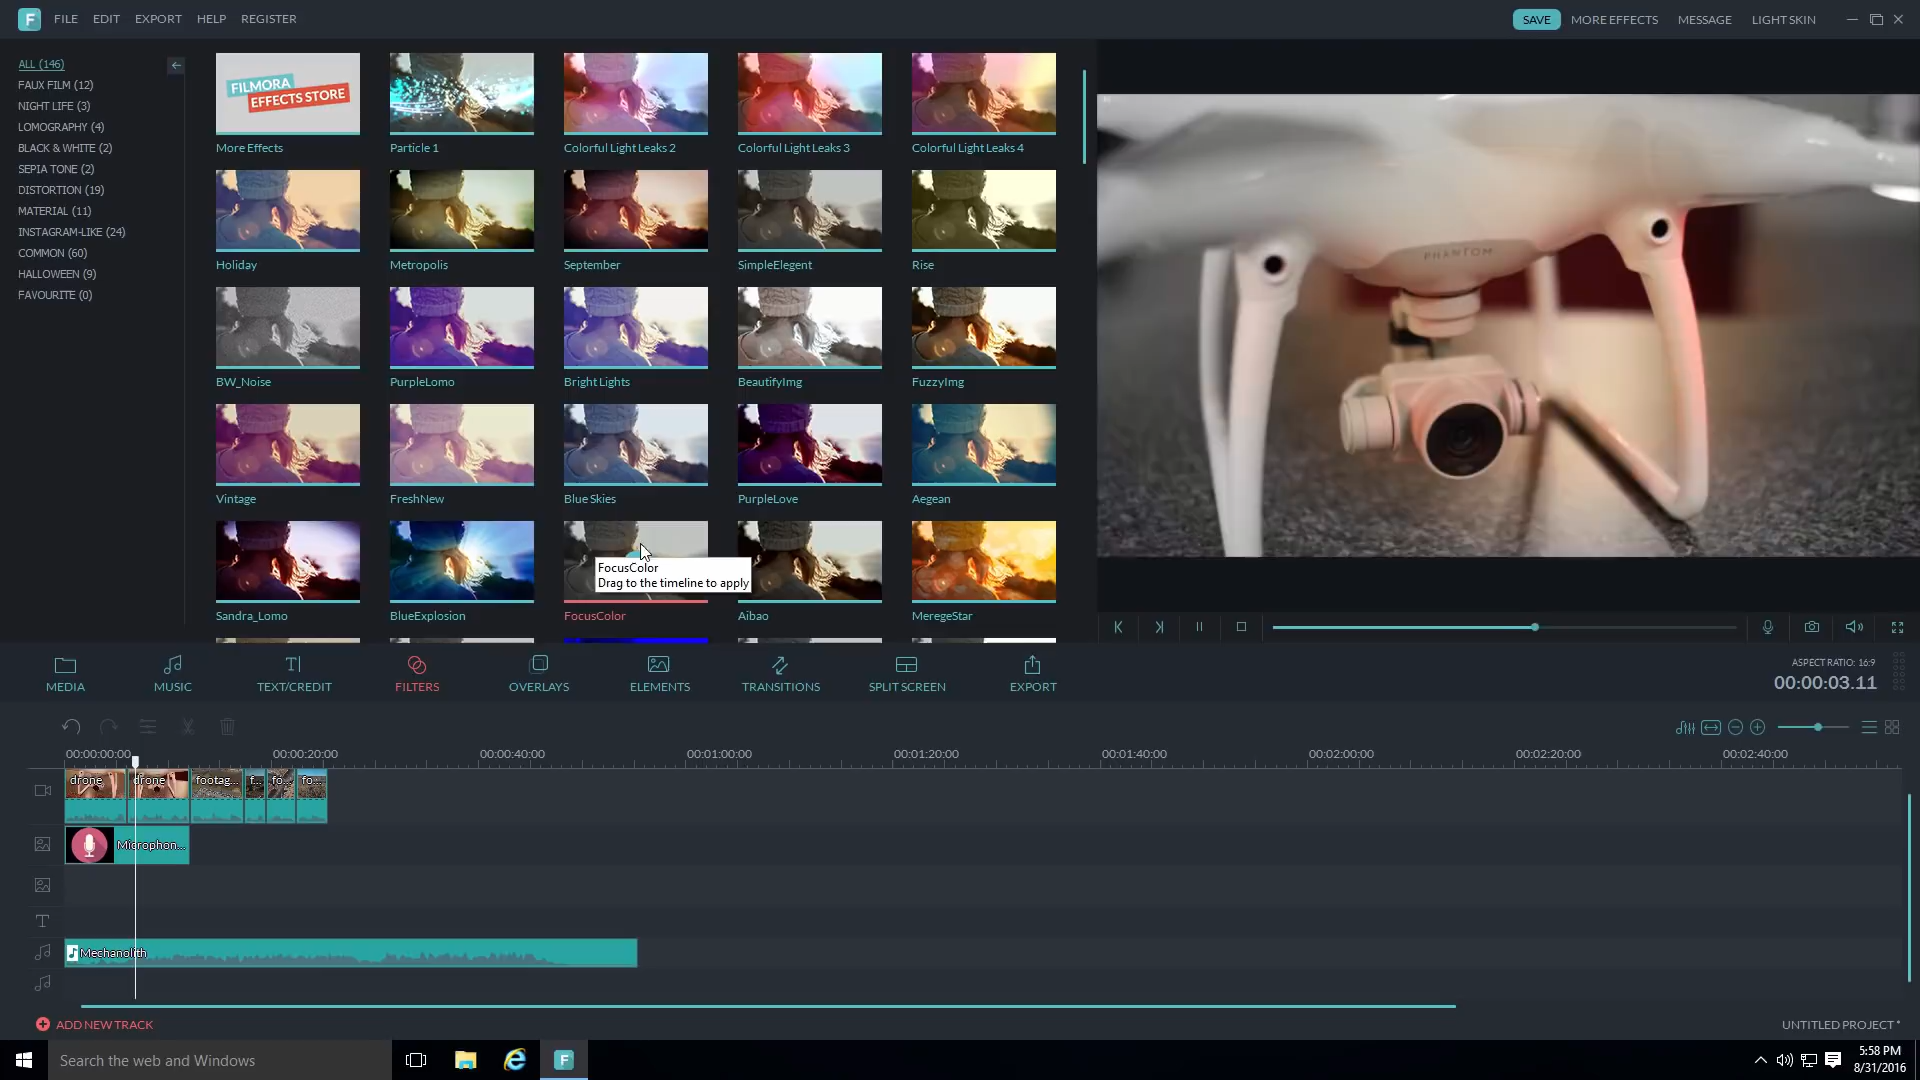 F FILE EDIT EXPORT HELP REGISTER
SAVE MORE EFFECTS MESSAGE LIGHT SKIN
ALL (146)
FAUX FILM (12)
NIGHT LIFE (3)
LOMOGRAPHY (4)
BLACK & WHITE (2)
SEPIA TONE (2)
DISTORTION (19)
MATERIAL (11)
INSTAGRAM-LIKE (24)
COMMON (60)
HALLOWEEN (9)
FAVOURITE (0)
FILMORA
EFFECTS STORE
More Effects Particle 1 Colorful Light Leaks 2 Colorful Light Leaks 3 Colorful Light Leaks 4
Holiday Metropolis September SimpleElegent Rise
BW_Noise PurpleLomo Bright Lights BeautifyImg FuzzyImg
Vintage FreshNew Blue Skies PurpleLove Aegean
FocusColor
Drag to the timeline to apply
Sandra_Lomo BlueExplosion FocusColor Aibao MeregeStar
PHANTOM
MEDIA MUSIC TEXT/CREDIT FILTERS OVERLAYS ELEMENTS TRANSITIONS SPLIT SCREEN EXPORT
ASPECT RATIO: 16:9
00:00:03.11
00:00:00:00 00:00:20:00 00:00:40:00 00:01:00:00 00:01:20:00 00:01:40:00 00:02:00:00 00:02:20:00 00:02:40:00
drone drone footag... f... fo... fo...
Microphon...
T
Mechanolith
ADD NEW TRACK
UNTITLED PROJECT *
Search the web and Windows
F
5:58 PM
8/31/2016